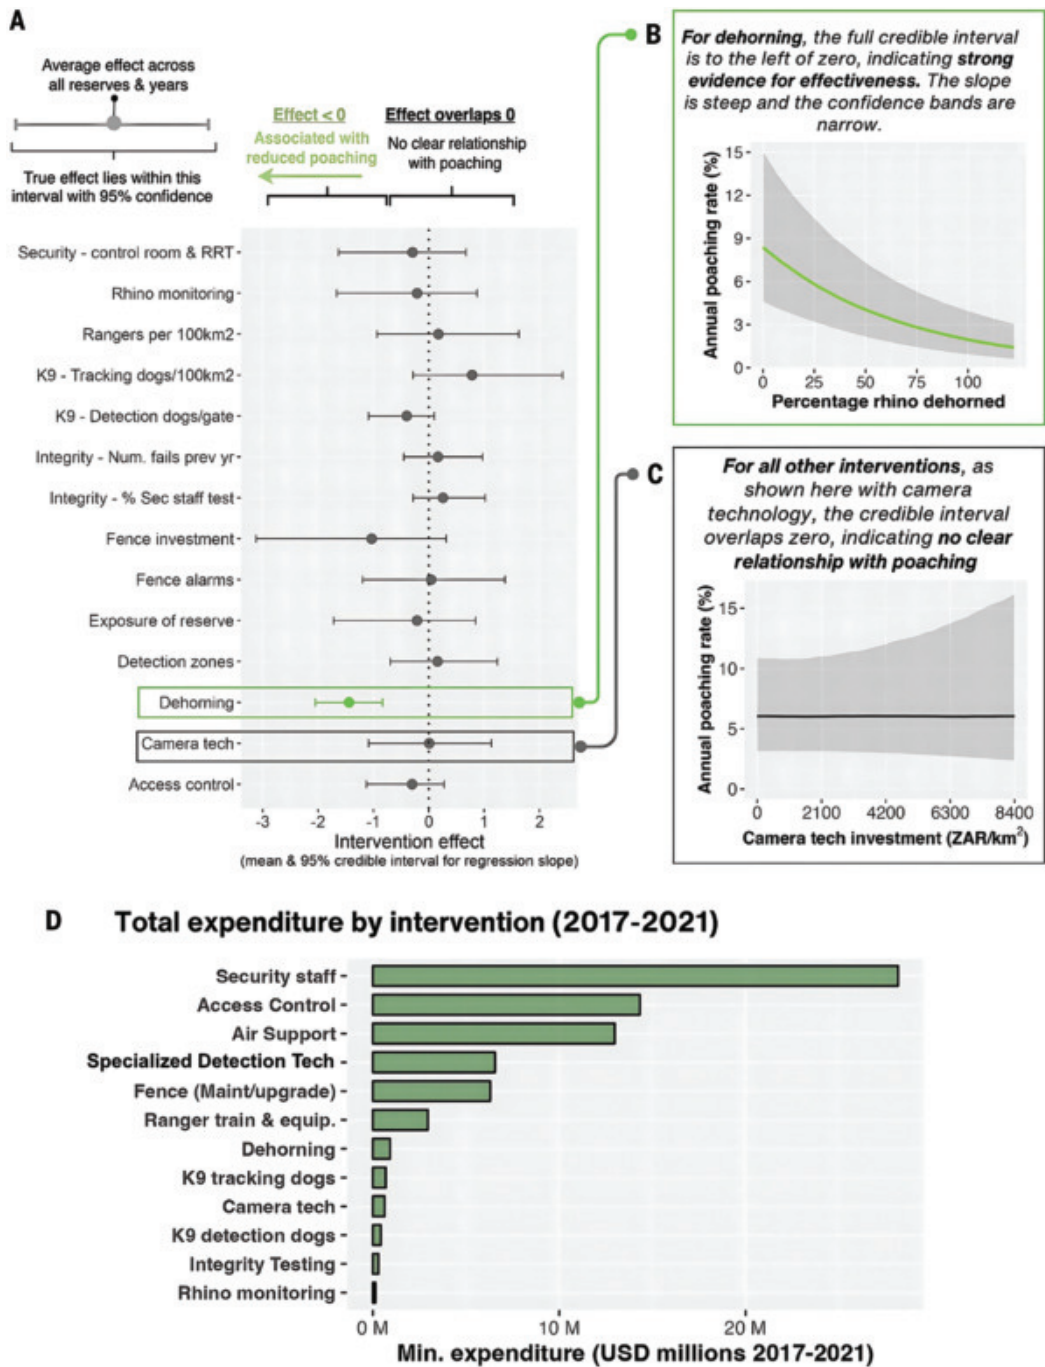 A
Average effect across
all reserves & years
True effect lies within this
interval with 95% confidence
Effect < 0
Associated with
reduced poaching
Effect overlaps 0
No clear relationship
with poaching
Security - control room & RRT
Rhino monitoring
Rangers per 100km2
K9 - Tracking dogs/100km2
K9 - Detection dogs/gate
Integrity - Num. fails prev yr
Integrity - % Sec staff test
Fence investment
Fence alarms
Exposure of reserve
Detection zones
Dehorning
Camera tech
Access control
-3 -2 -1 0 1 2
Intervention effect
(mean & 95% credible interval for regression slope)
B
For dehorning, the full credible interval
is to the left of zero, indicating strong
evidence for effectiveness. The slope
is steep and the confidence bands are
narrow.
Annual poaching rate (%)
15
12
9
6
3
0
0 25 50 75 100
Percentage rhino dehorned
C
For all other interventions, as
shown here with camera
technology, the credible interval
overlaps zero, indicating no clear
relationship with poaching
Annual poaching rate (%)
15
10
5
0
0 2100 4200 6300 8400
Camera tech investment (ZAR/km²)
D Total expenditure by intervention (2017-2021)
Security staff
Access Control
Air Support
Specialized Detection Tech
Fence (Maint/upgrade)
Ranger train & equip.
Dehorning
K9 tracking dogs
Camera tech
K9 detection dogs
Integrity Testing
Rhino monitoring
0 M 10 M 20 M
Min. expenditure (USD millions 2017-2021)